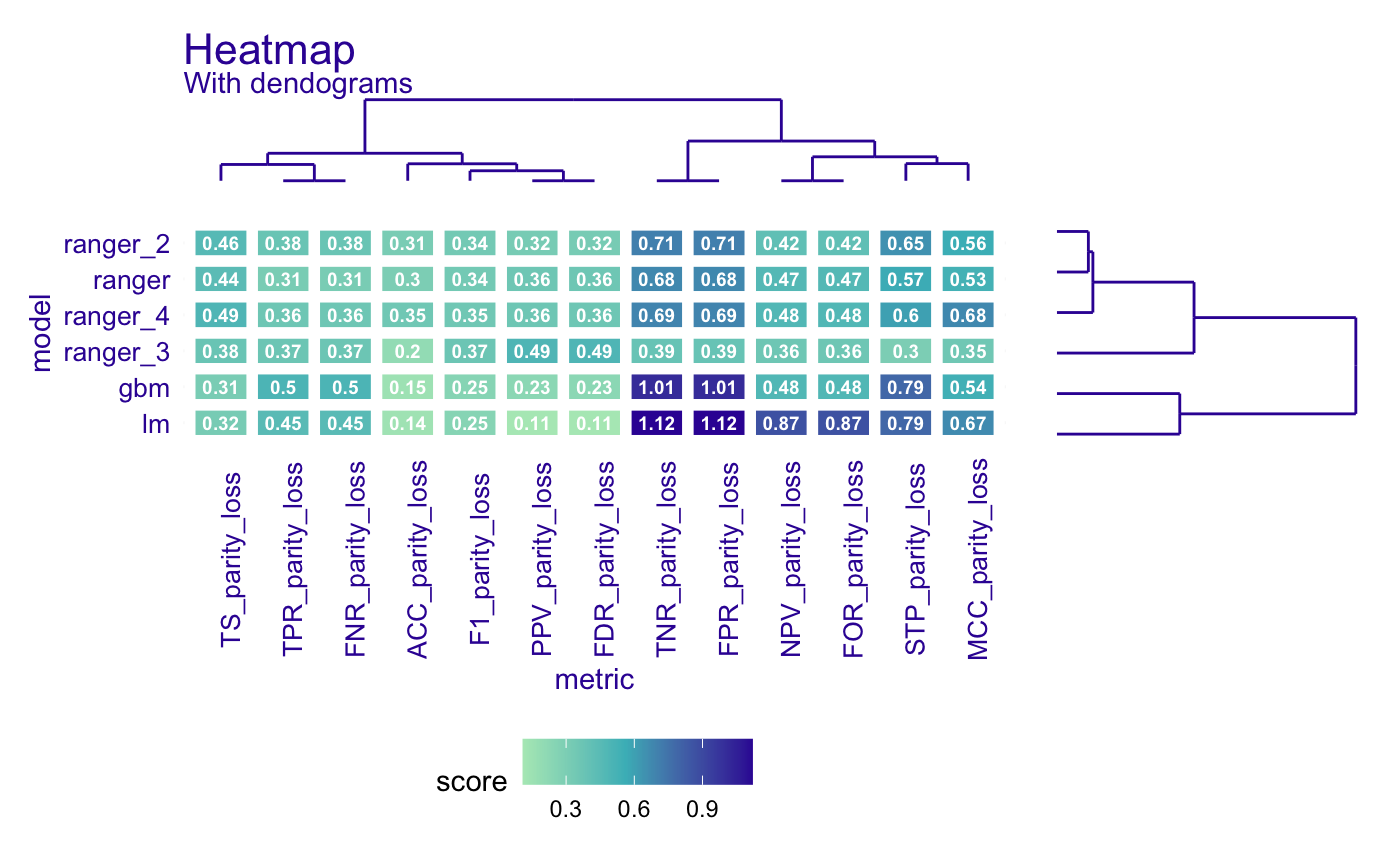 Heatmap
With dendograms
model
ranger_2 0.46 0.38 0.38 0.31 0.34 0.32 0.32 0.71 0.71 0.42 0.42 0.65 0.56
ranger 0.44 0.31 0.31 0.3 0.34 0.36 0.36 0.68 0.68 0.47 0.47 0.57 0.53
ranger_4 0.49 0.36 0.36 0.35 0.35 0.36 0.36 0.69 0.69 0.48 0.48 0.6 0.68
ranger_3 0.38 0.37 0.37 0.2 0.37 0.49 0.49 0.39 0.39 0.36 0.36 0.3 0.35
gbm 0.31 0.5 0.5 0.15 0.25 0.23 0.23 1.01 1.01 0.48 0.48 0.79 0.54
lm 0.32 0.45 0.45 0.14 0.25 0.11 0.11 1.12 1.12 0.87 0.87 0.79 0.67
TS_parity_loss
TPR_parity_loss
FNR_parity_loss
ACC_parity_loss
F1_parity_loss
PPV_parity_loss
FDR_parity_loss
TNR_parity_loss
FPR_parity_loss
NPV_parity_loss
FOR_parity_loss
STP_parity_loss
MCC_parity_loss
metric
score
0.3 0.6 0.9